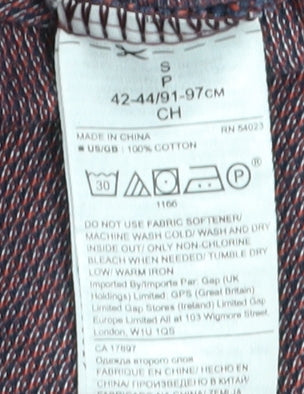 S
P
42-44/91-97CM
CH
RN 54023
MADE IN CHINA
US/GB : 100% COTTON
30
P ®
1166
DO NOT USE FABRIC SOFTENER/
MACHINE WASH COLD/ WASH AND DRY
INSIDE OUT/ ONLY NON-CHLORINE
BLEACH WHEN NEEDED/ TUMBLE DRY
LOW/ WARM IRON
Imported By/Importe Par: Gap (UK
Holdings) Limited, GPS (Great Britain)
Limited Gap Stores (Ireland) Limited Gap
Europe Limited All at 103 Wigmore Street,
London, W1U 1QS
CA 17897
Одежда второго слоя
FABRIQUE EN CHINE/ HECHO EN
CHINA/ ПРОИЗВЕДЕНО В КИТАЕ/